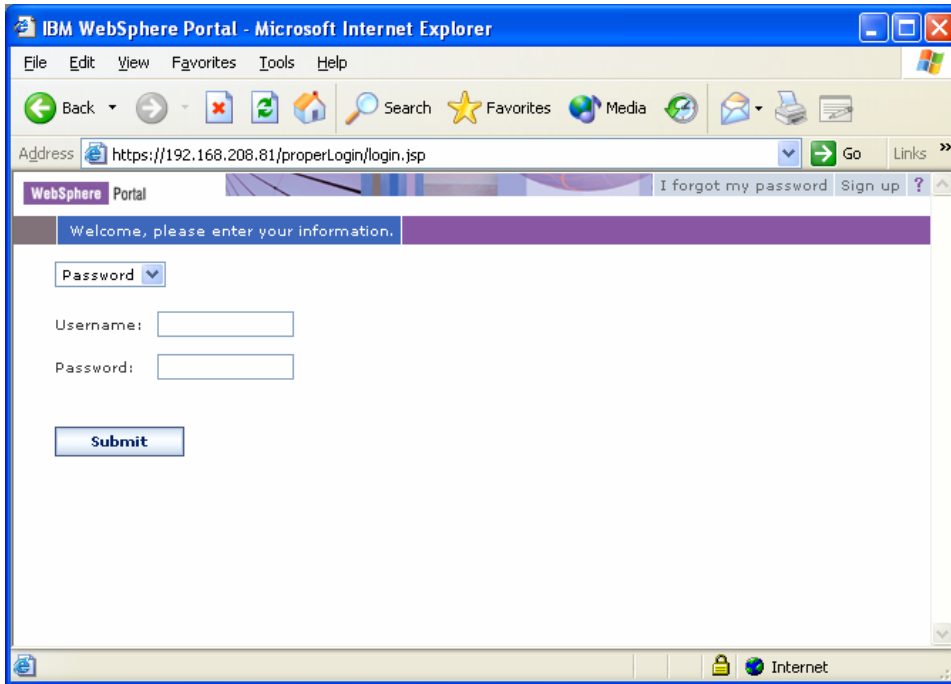 IBM WebSphere Portal - Microsoft Internet Explorer
File Edit View Favorites Tools Help
Back Search Favorites Media
Address https://192.168.208.81/properLogin/login.jsp Go Links »
WebSphere Portal I forgot my password Sign up ?
Welcome, please enter your information.
Password
Username:
Password:
Submit
Internet